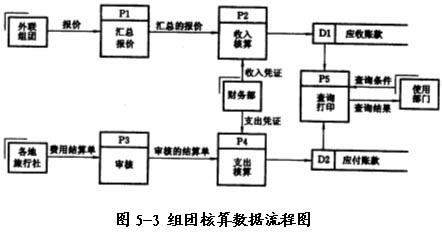 外联
组团
报价
P1
汇总
报价
汇总的报价
P2
收入
核算
D1 应收账款
收入凭证
财务部
支出凭证
P5
查询
打印
查询条件
查询结果
使用
部门
各地
旅行社
费用结算单
P3
审核
审核的结算单
P4
支出
核算
D2 应付账款
图 5-3 组团核算数据流程图